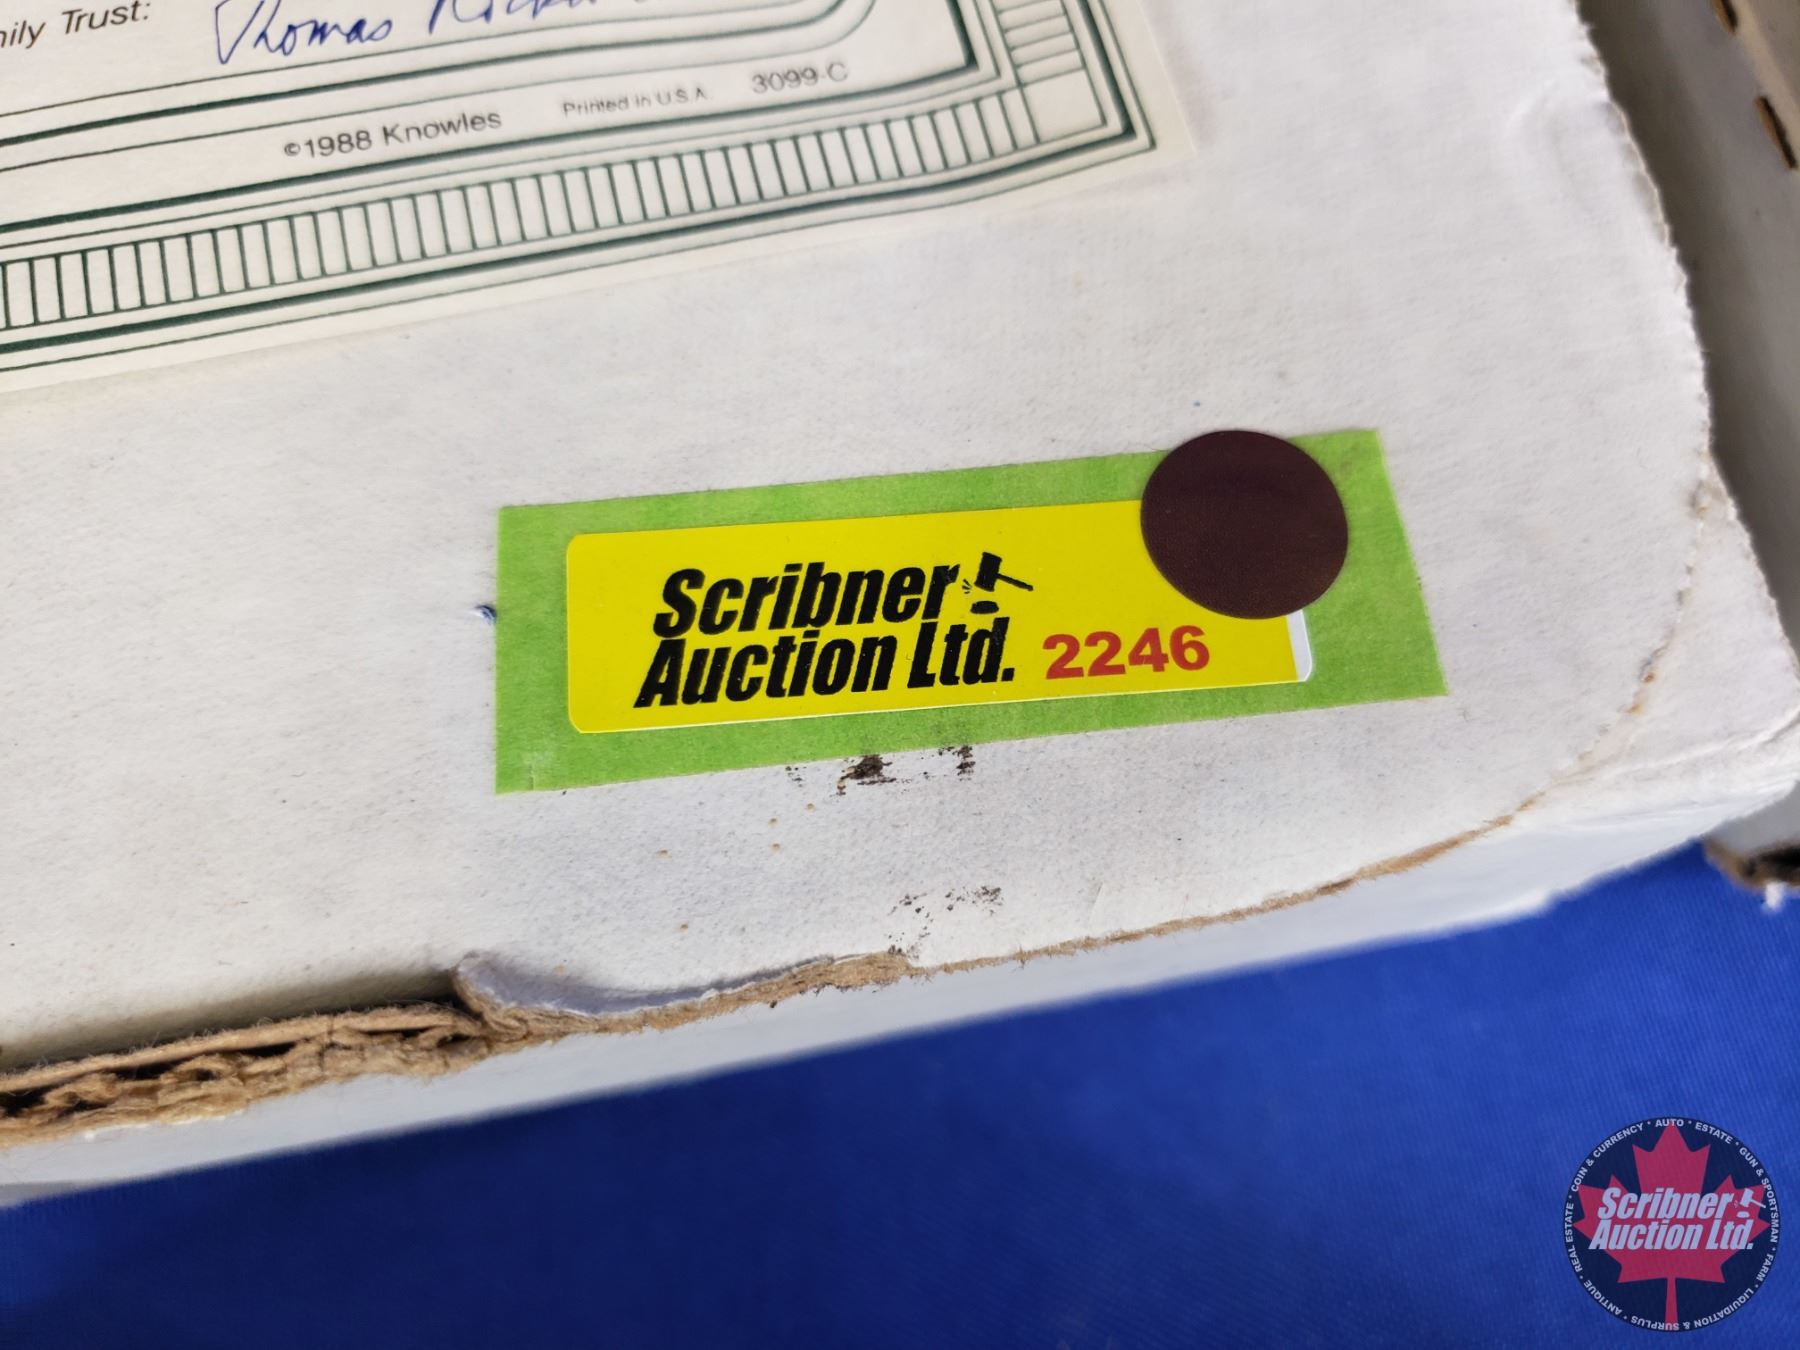 Trust: Thomas
©1988 Knowles Printed in U.S.A. 3099-C
Scribner
Auction Ltd. 2246
COIN & CURRENCY * AUTO * ESTATE * GUN & SPORTSMAN * FARM * LIQUIDATION & SURPLUS * ANTIQUE * REAL ESTATE *
Scribner
Auction Ltd.